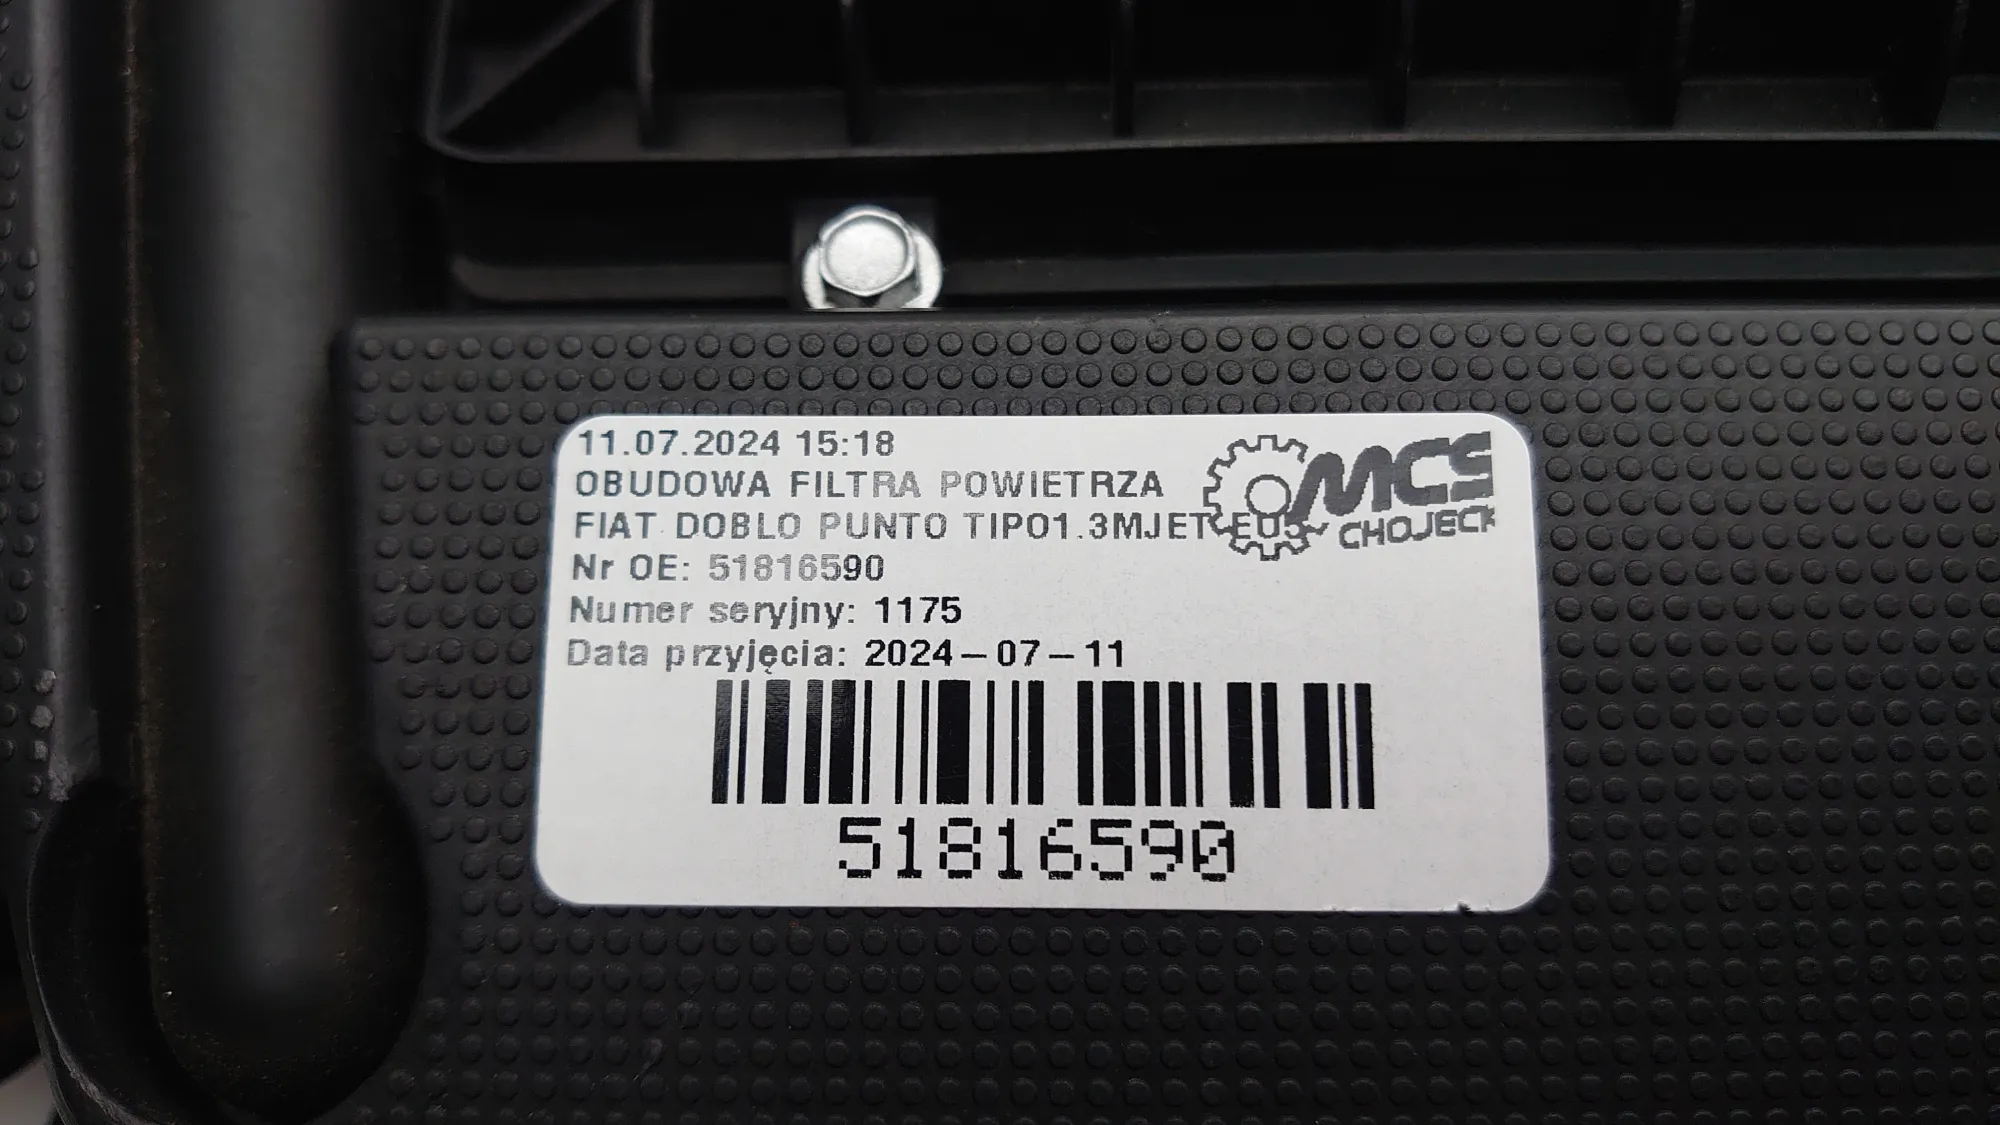 11.07.2024 15:18
OBUDOWA FILTRA POWIETRZA
FIAT DOBLO PUNTO TIPO1.3MJET EU5
Nr OE: 51816590
Numer seryjny: 1175
Data przyjęcia: 2024-07-11
51816590
MCS
CHOJECK